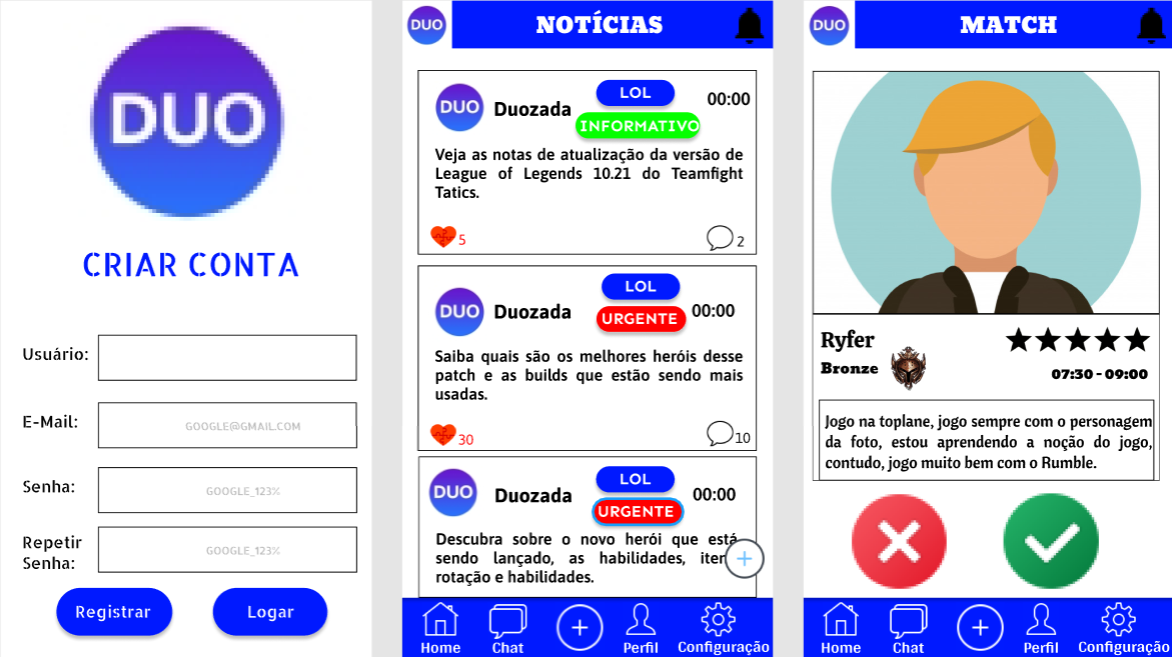 DUO
CRIAR CONTA
Usuário:
E-Mail:
GOOGLE@GMAIL.COM
Senha:
GOOGLE_123%
Repetir
Senha:
GOOGLE_123%
Registrar
Logar
DUO
NOTÍCIAS
DUO
Duozada
LOL
INFORMATIVO
00:00
Veja as notas de atualização da versão de
League of Legends 10.21 do Teamfight
Tatics.
5
2
DUO
Duozada
LOL
URGENTE
00:00
Saiba quais são os melhores heróis desse
patch e as builds que estão sendo mais
usadas.
30
10
DUO
Duozada
LOL
URGENTE
00:00
Descubra sobre o novo herói que está
sendo lançado, as habilidades,
rotação e habilidades.
Home
Chat
Perfil
Configuração
DUO
MATCH
Ryfer
Bronze
07:30 - 09:00
Jogo na toplane, jogo sempre com o personagem
da foto, estou aprendendo a noção do jogo,
contudo, jogo muito bem com o Rumble.
Home
Chat
Perfil
Configuração